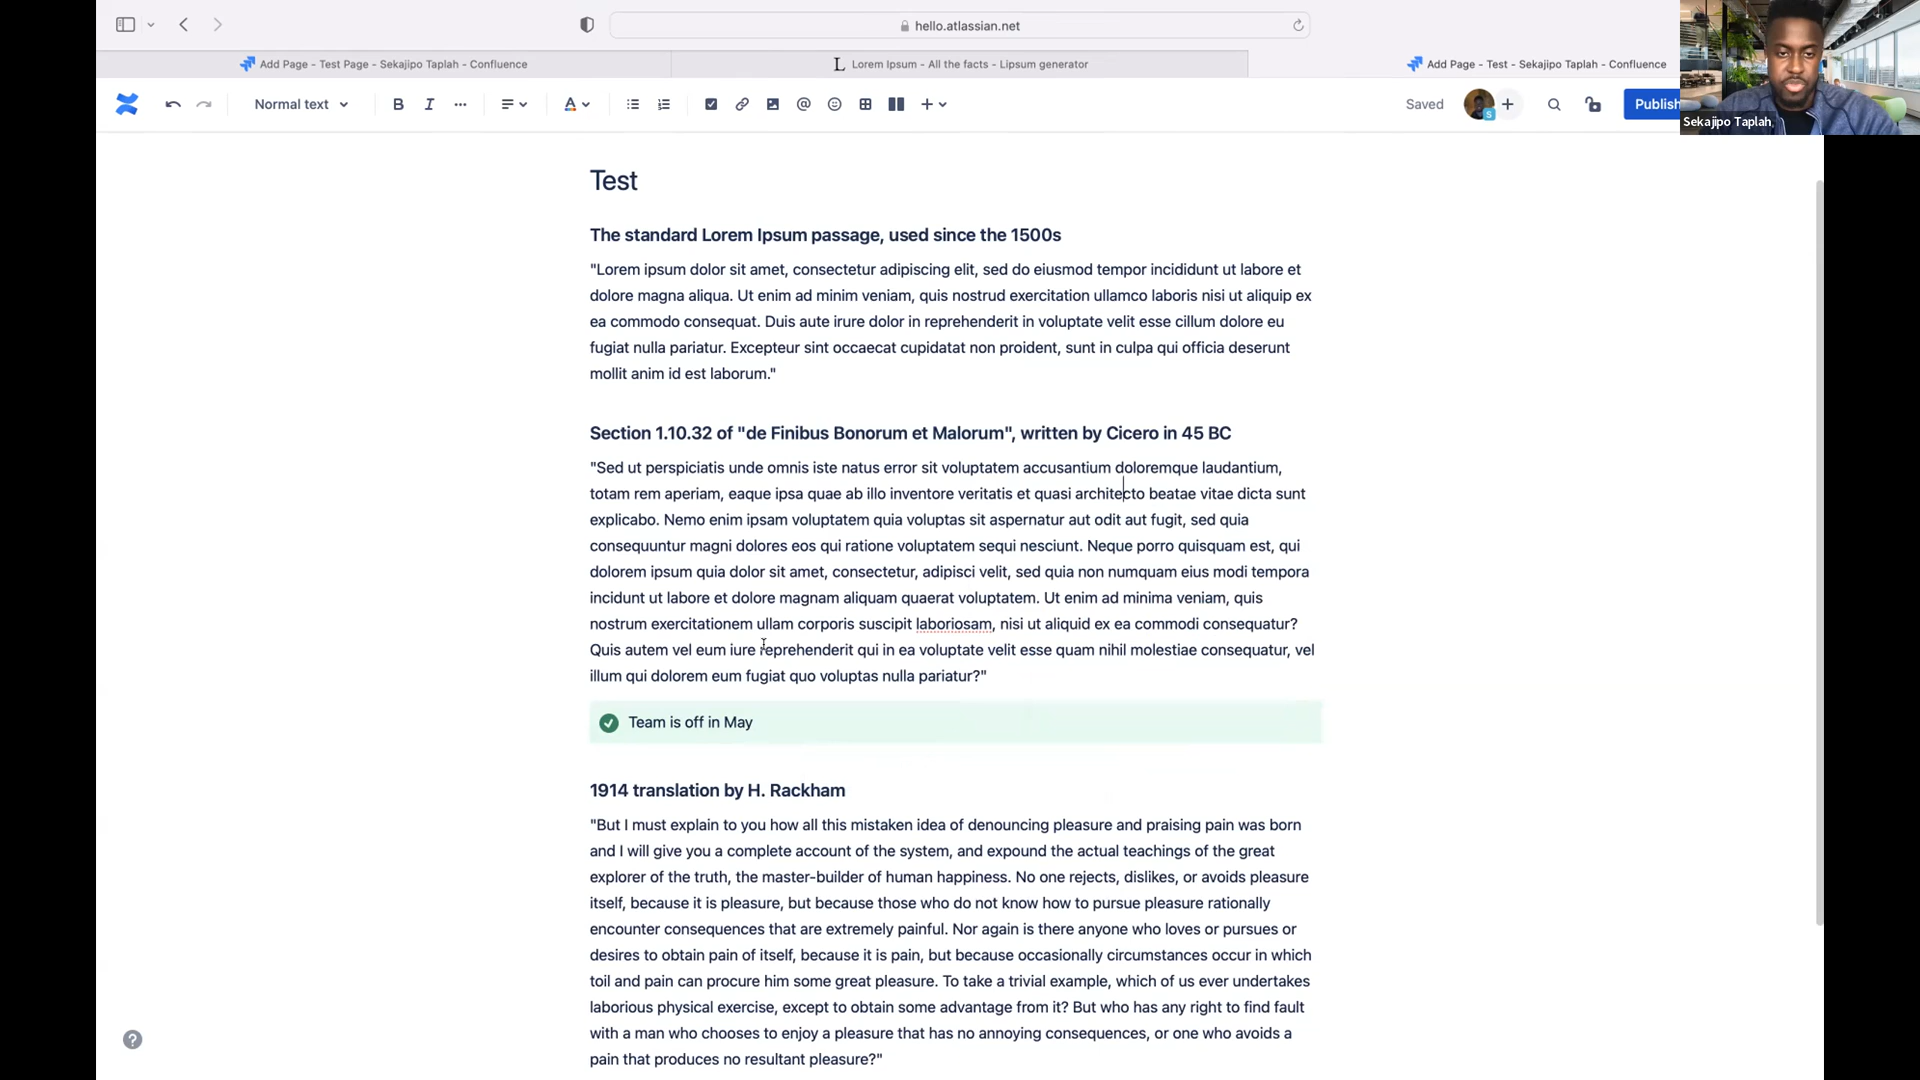 hello.atlassian.net
Add Page - Test Page - Sekajipo Taplah - Confluence
Lorem Ipsum - All the facts - Lipsum generator
Add Page - Test - Sekajipo Taplah - Confluence
Normal text
Saved
Publish
Sekajipo Taplah
Test
The standard Lorem Ipsum passage, used since the 1500s
"Lorem ipsum dolor sit amet, consectetur adipiscing elit, sed do eiusmod tempor incididunt ut labore et
dolore magna aliqua. Ut enim ad minim veniam, quis nostrud exercitation ullamco laboris nisi ut aliquip ex
ea commodo consequat. Duis aute irure dolor in reprehenderit in voluptate velit esse cillum dolore eu
fugiat nulla pariatur. Excepteur sint occaecat cupidatat non proident, sunt in culpa qui officia deserunt
mollit anim id est laborum."
Section 1.10.32 of "de Finibus Bonorum et Malorum", written by Cicero in 45 BC
"Sed ut perspiciatis unde omnis iste natus error sit voluptatem accusantium doloremque laudantium,
totam rem aperiam, eaque ipsa quae ab illo inventore veritatis et quasi architecto beatae vitae dicta sunt
explicabo. Nemo enim ipsam voluptatem quia voluptas sit aspernatur aut odit aut fugit, sed quia
consequuntur magni dolores eos qui ratione voluptatem sequi nesciunt. Neque porro quisquam est, qui
dolorem ipsum quia dolor sit amet, consectetur, adipisci velit, sed quia non numquam eius modi tempora
incidunt ut labore et dolore magnam aliquam quaerat voluptatem. Ut enim ad minima veniam, quis
nostrum exercitationem ullam corporis suscipit laboriosam, nisi ut aliquid ex ea commodi consequatur?
Quis autem vel eum iure reprehenderit qui in ea voluptate velit esse quam nihil molestiae consequatur, vel
illum qui dolorem eum fugiat quo voluptas nulla pariatur?"
Team is off in May
1914 translation by H. Rackham
"But I must explain to you how all this mistaken idea of denouncing pleasure and praising pain was born
and I will give you a complete account of the system, and expound the actual teachings of the great
explorer of the truth, the master-builder of human happiness. No one rejects, dislikes, or avoids pleasure
itself, because it is pleasure, but because those who do not know how to pursue pleasure rationally
encounter consequences that are extremely painful. Nor again is there anyone who loves or pursues or
desires to obtain pain of itself, because it is pain, but because occasionally circumstances occur in which
toil and pain can procure him some great pleasure. To take a trivial example, which of us ever undertakes
laborious physical exercise, except to obtain some advantage from it? But who has any right to find fault
with a man who chooses to enjoy a pleasure that has no annoying consequences, or one who avoids a
pain that produces no resultant pleasure?"